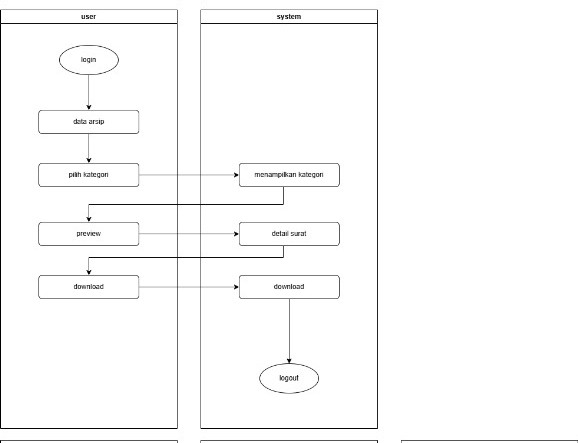 user
system
login
data arsip
pilih kategori
menampilkan kategori
preview
detail surat
download
download
logout